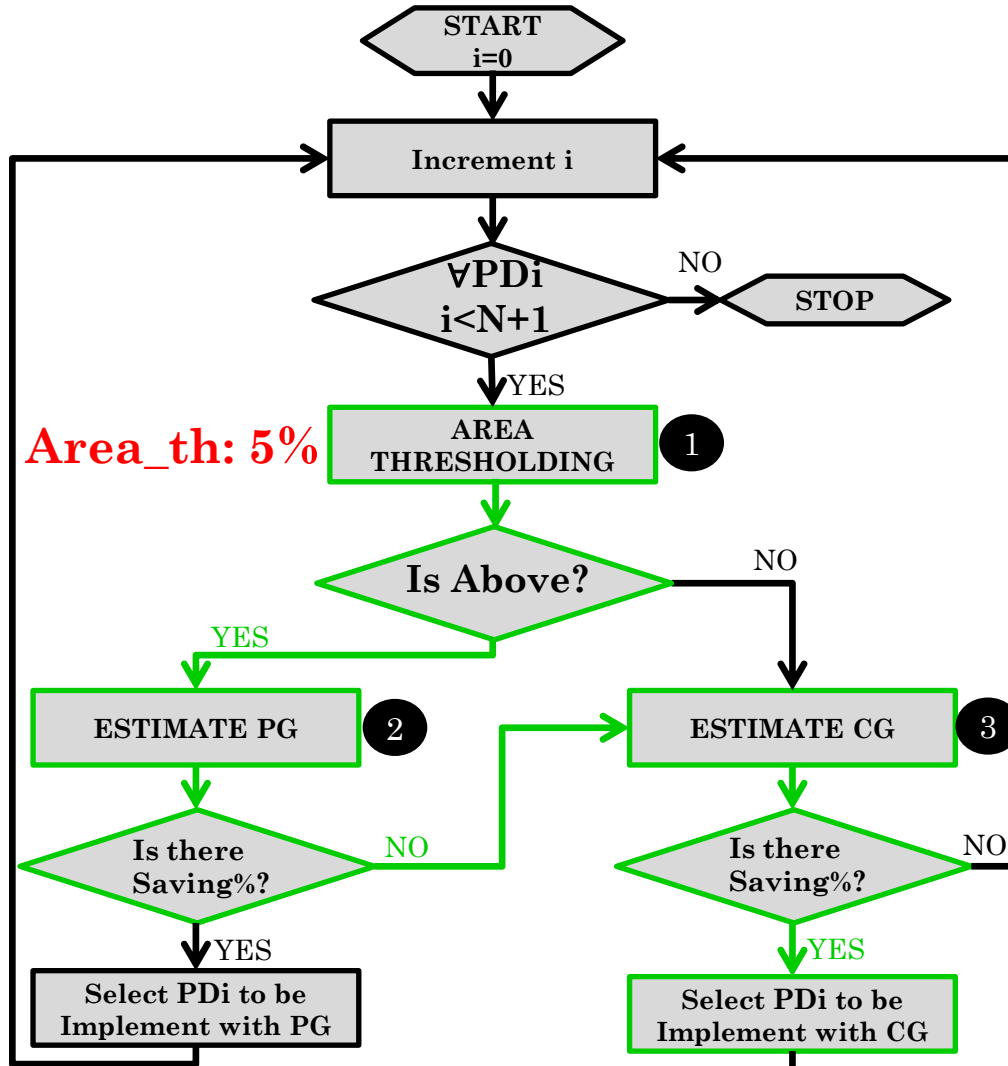 START
i=0
Increment i
∀PDi
i<N+1
NO
STOP
YES
Area_th: 5%
AREA
THRESHOLDING
1
Is Above?
NO
YES
ESTIMATE PG
2
ESTIMATE CG
3
Is there
Saving%?
NO
Is there
Saving%?
NO
YES
YES
Select PDi to be
Implement with PG
Select PDi to be
Implement with CG